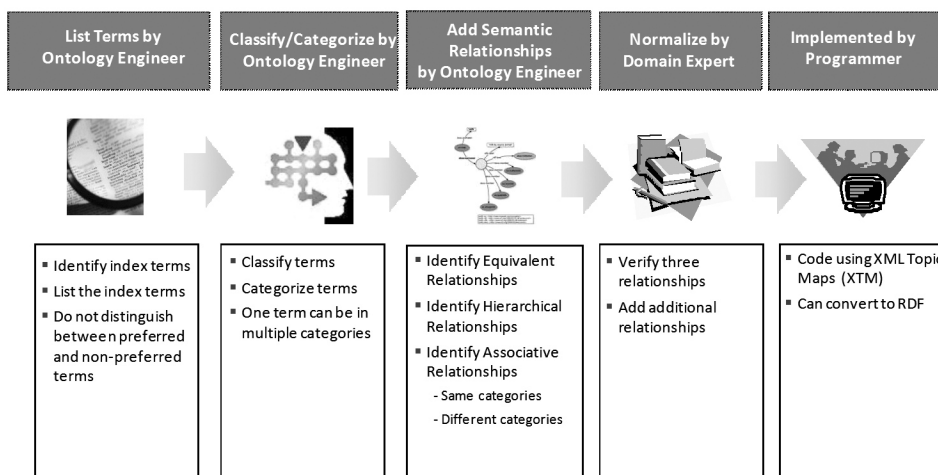 List Terms by
Ontology Engineer
Classify/Categorize by
Ontology Engineer
Add Semantic
Relationships
by Ontology Engineer
Normalize by
Domain Expert
Implemented by
Programmer
▪ Identify index terms
▪ List the index terms
▪ Do not distinguish
between preferred
and non-preferred
terms
▪ Classify terms
▪ Categorize terms
▪ One term can be in
multiple categories
▪ Identify Equivalent
Relationships
▪ Identify Hierarchical
Relationships
▪ Identify Associative
Relationships
- Same categories
- Different categories
▪ Verify three
relationships
▪ Add additional
relationships
▪ Code using XML Topic
Maps (XTM)
▪ Can convert to RDF